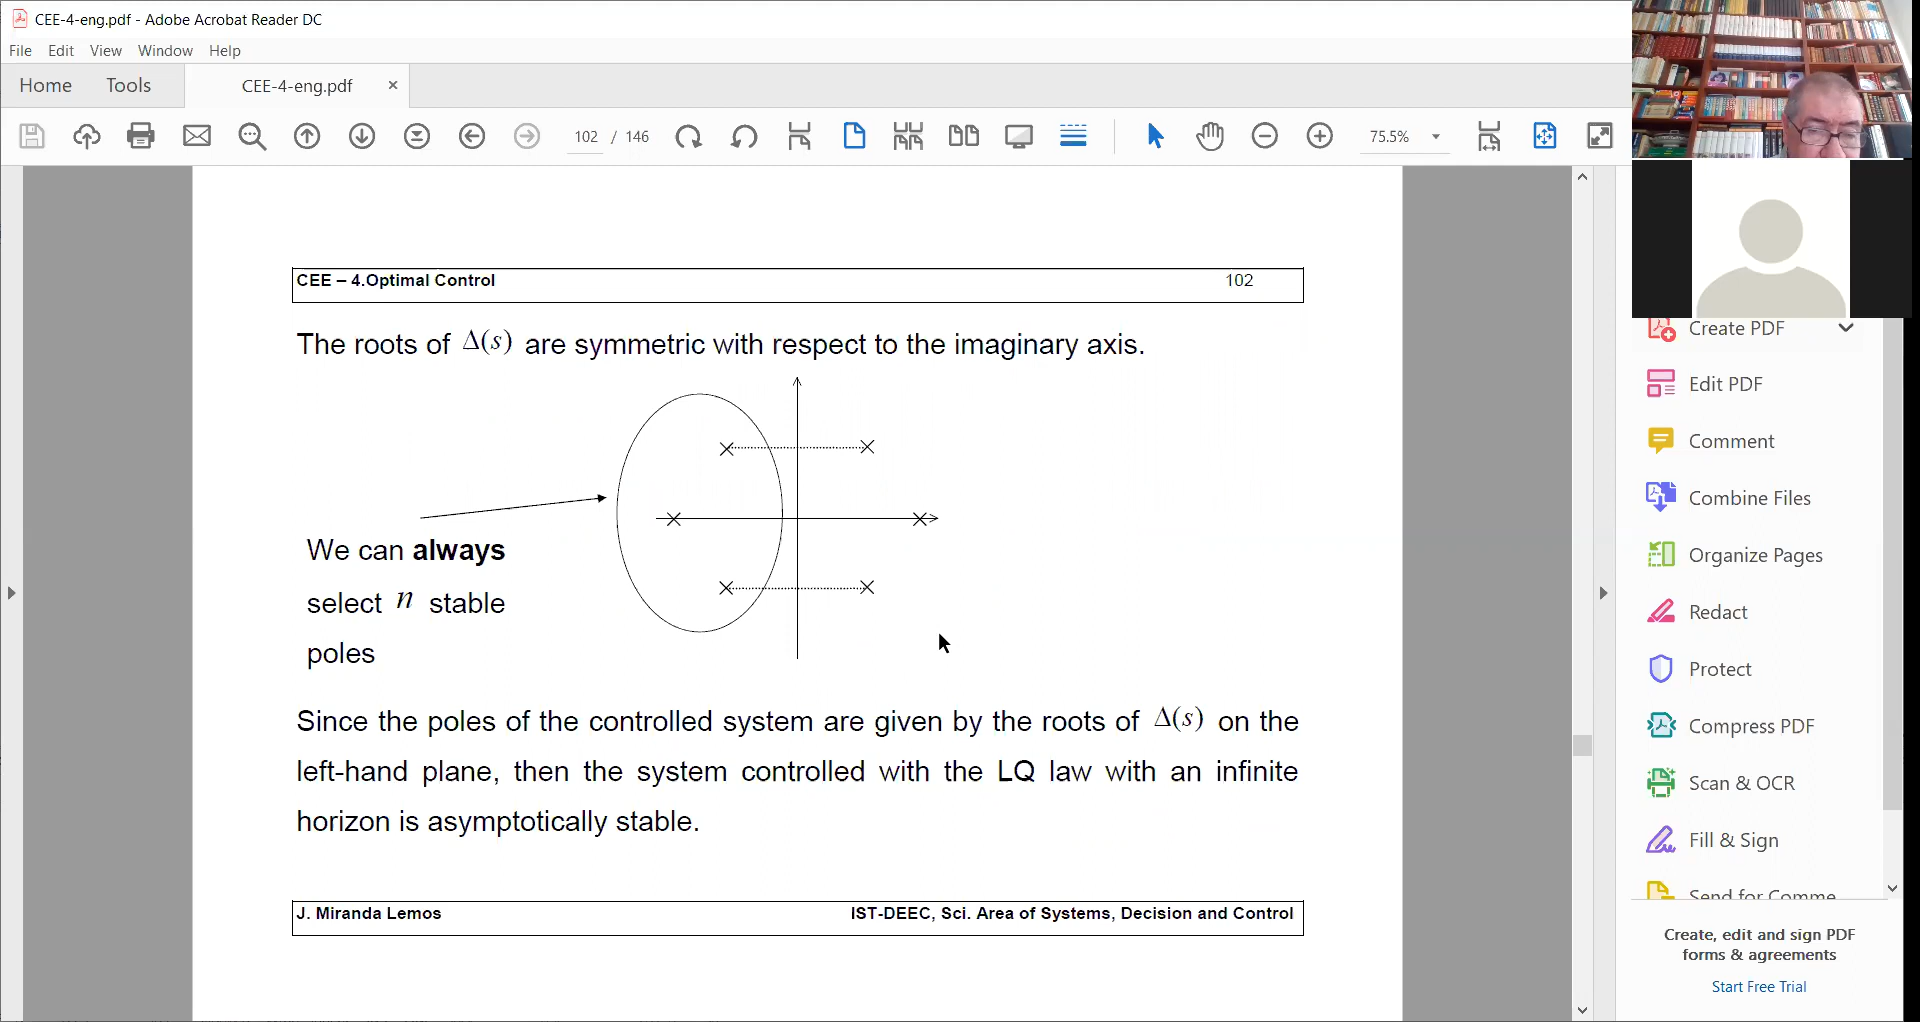 CEE-4-eng.pdf - Adobe Acrobat Reader DC
File Edit View Window Help
Home Tools CEE-4-eng.pdf ×
102 / 146 75.5%
CEE – 4.Optimal Control 102
The roots of Δ(s) are symmetric with respect to the imaginary axis.
We can always
select n stable
poles
Since the poles of the controlled system are given by the roots of Δ(s) on the
left-hand plane, then the system controlled with the LQ law with an infinite
horizon is asymptotically stable.
J. Miranda Lemos IST-DEEC, Sci. Area of Systems, Decision and Control
Create PDF
Edit PDF
Comment
Combine Files
Organize Pages
Redact
Protect
Compress PDF
Scan & OCR
Fill & Sign
Send for Comme
Create, edit and sign PDF
forms & agreements
Start Free Trial